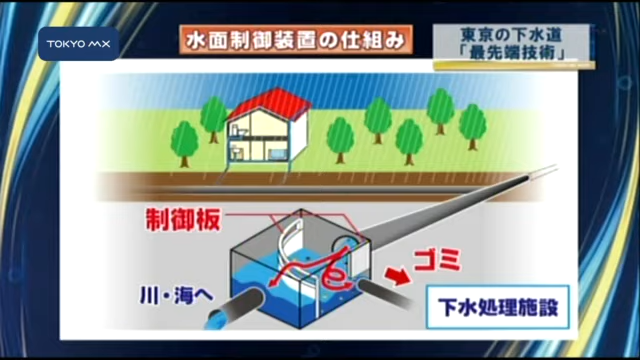 TOKYO MX
水面制御装置の仕組み
東京の下水道
「最先端技術」
制御板
ゴミ
川・海へ
下水処理施設